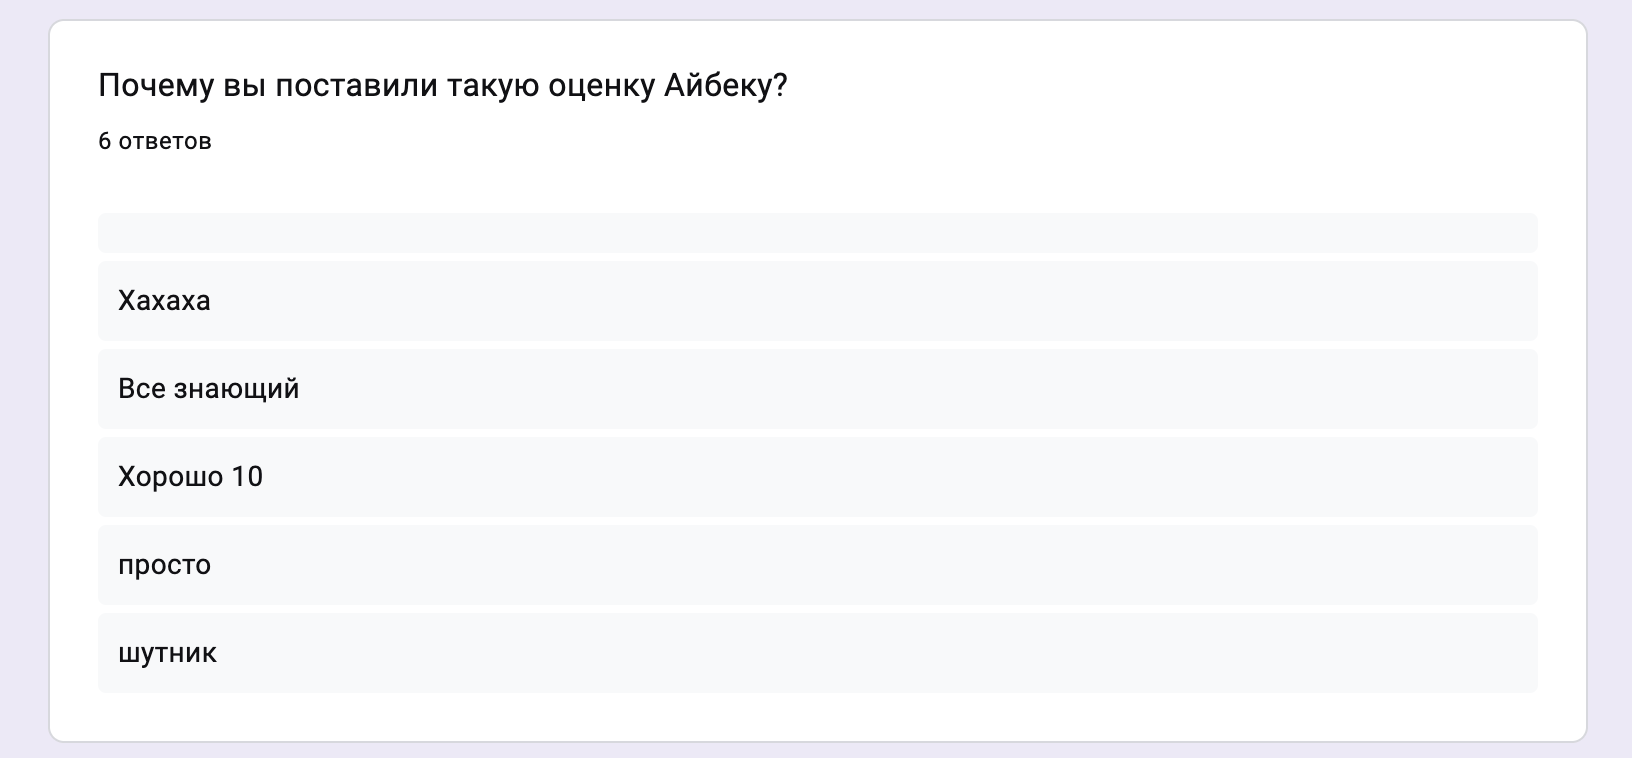 Почему вы поставили такую оценку Айбеку?
6 ответов
Хахаха
Все знающий
Хорошо 10
просто
шутник